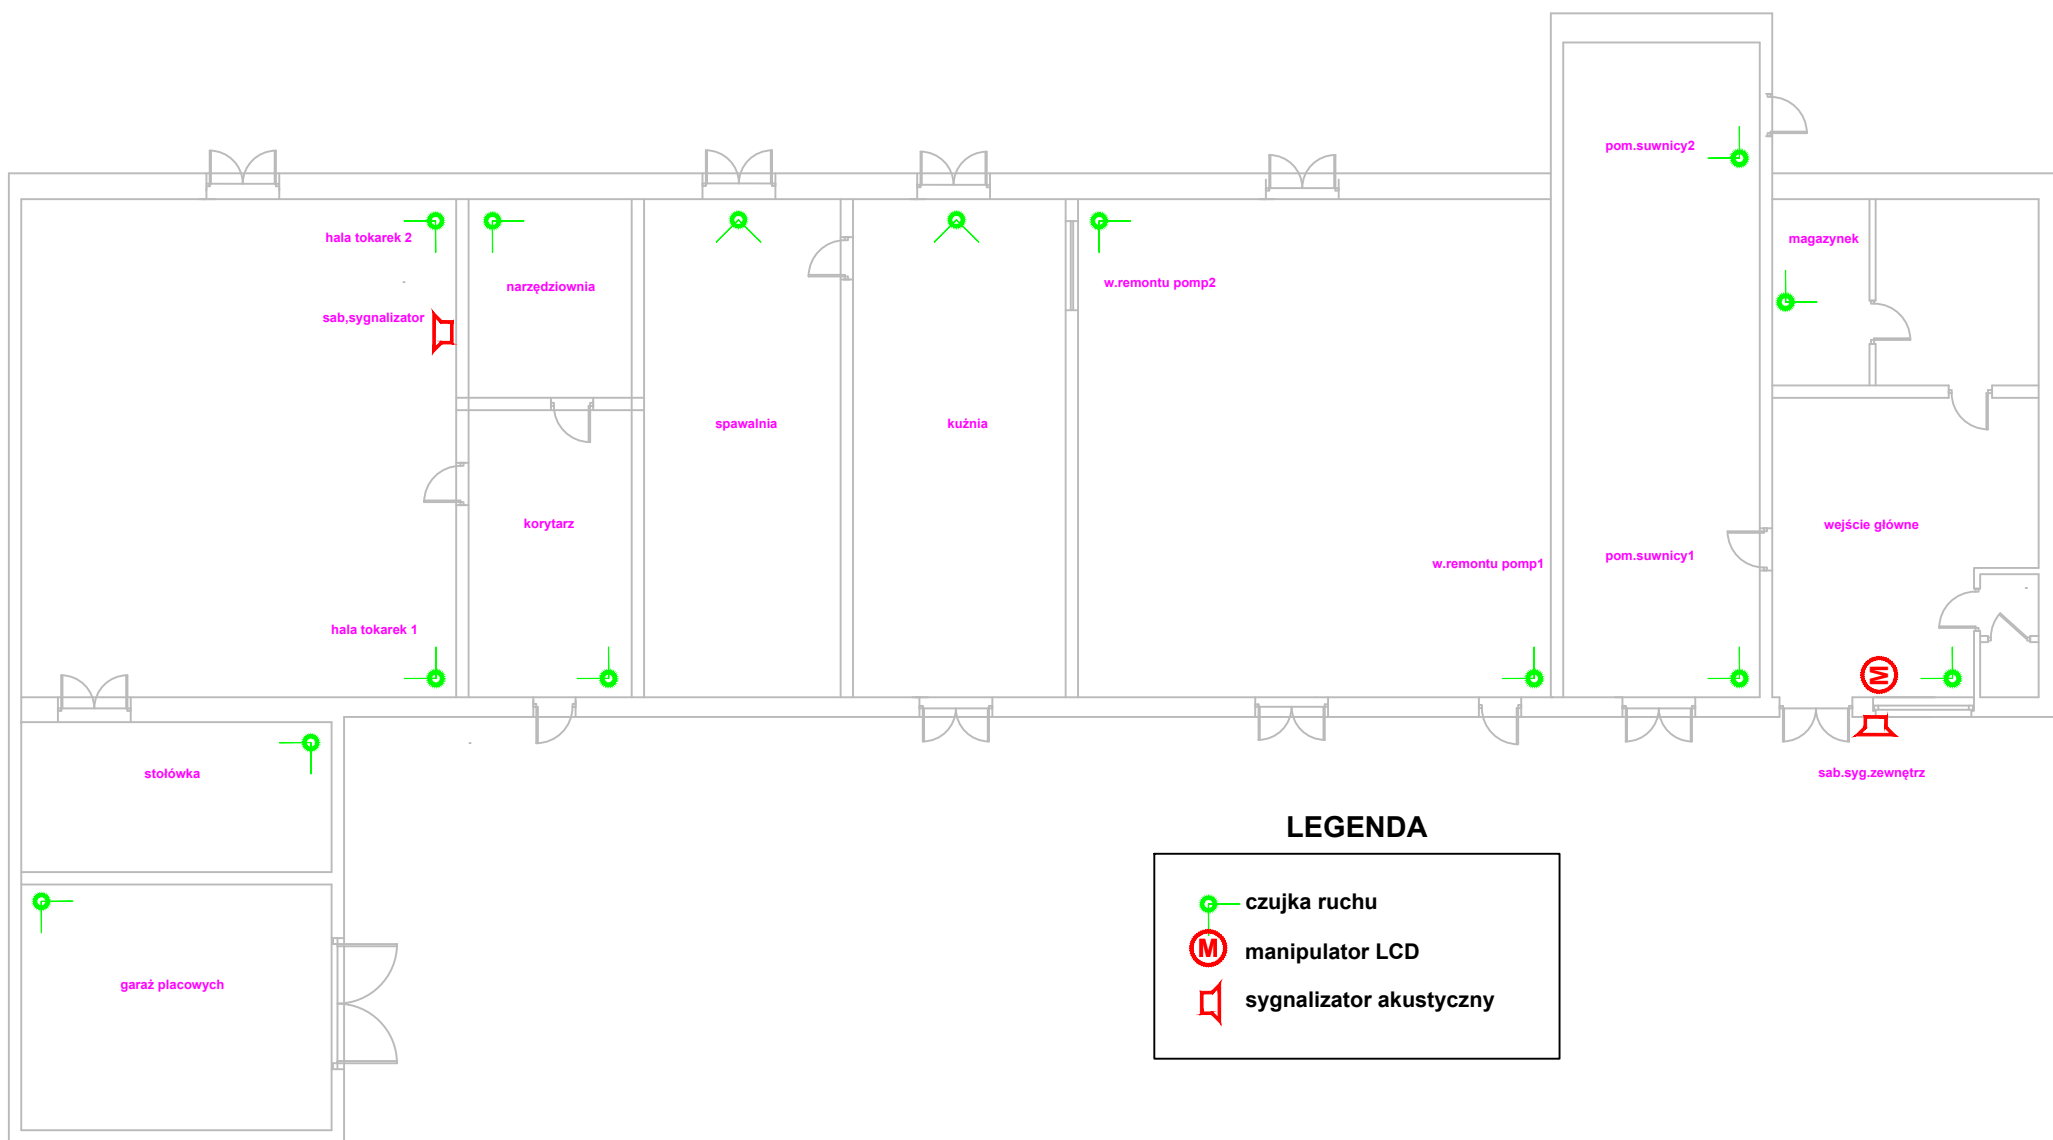 pom.suwnicy2
hala tokarek 2
magazynek
narzędziownia
w.remontu pomp2
sab,sygnalizator
spawalnia
kużnia
korytarz
wejście główne
w.remontu pomp1
pom.suwnicy1
hala tokarek 1
M
stołówka
sab.syg.zewnętrz
LEGENDA
czujka ruchu
M manipulator LCD
garaż placowych
sygnalizator akustyczny